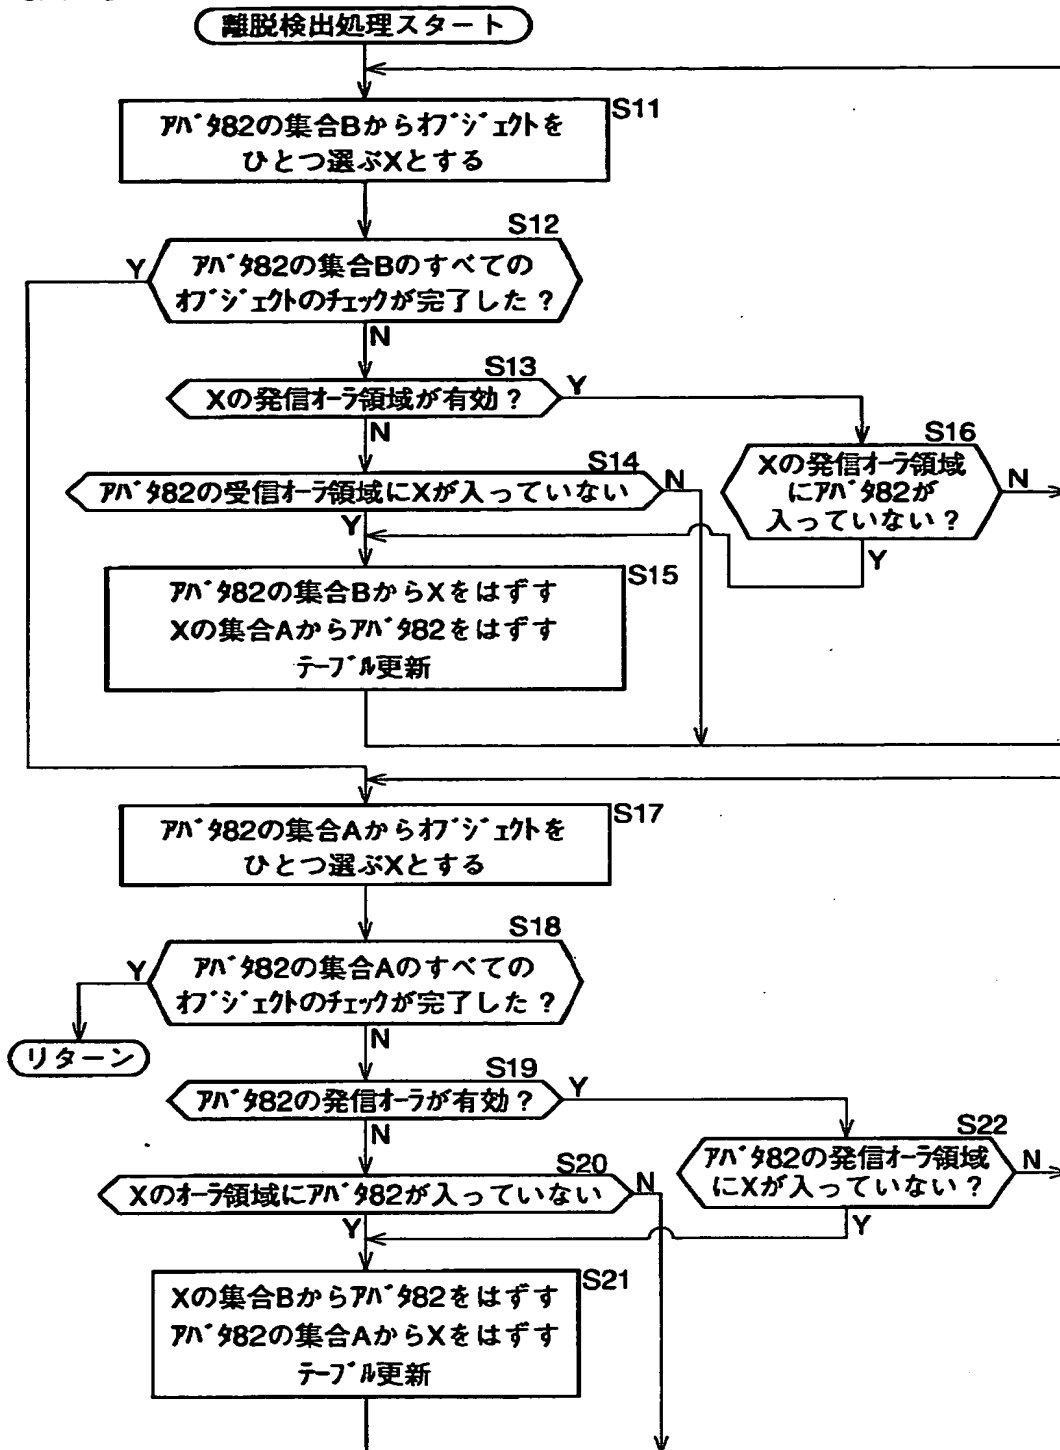 離脱検出処理スタート
S11
アバタ82の集合Bからオブジェクトを
ひとつ選ぶXとする
S12
Y
アバタ82の集合Bのすべての
オブジェクトのチェックが完了した?
N
S13
Xの発信オーラ領域が有効?
Y
N
S14
アバタ82の受信オーラ領域にXが入っていない
N
Y
S16
Xの発信オーラ領域
にアバタ82が
入っていない?
N
Y
S15
アバタ82の集合BからXをはずす
Xの集合Aからアバタ82をはずす
テーブル更新
S17
アバタ82の集合Aからオブジェクトを
ひとつ選ぶXとする
S18
Y
アバタ82の集合Aのすべての
オブジェクトのチェックが完了した?
N
リターン
S19
アバタ82の発信オーラが有効?
Y
N
S20
Xのオーラ領域にアバタ82が入っていない
N
Y
S22
アバタ82の発信オーラ領域
にXが入っていない?
N
Y
S21
Xの集合Bからアバタ82をはずす
アバタ82の集合AからXをはずす
テーブル更新